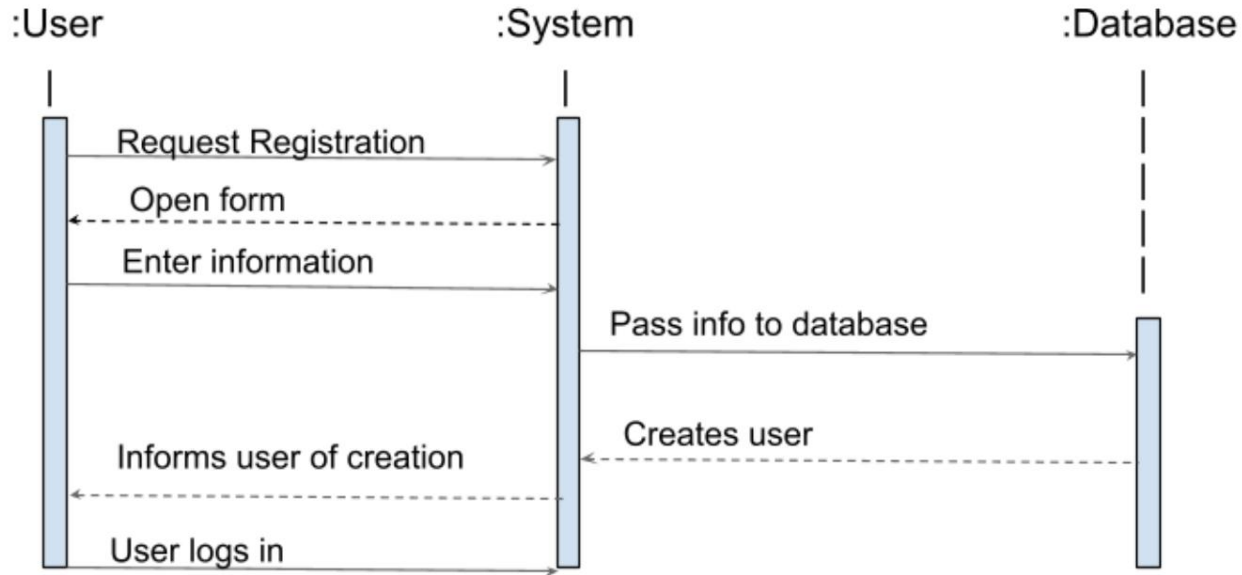 :User
:System
:Database
Request Registration
Open form
Enter information
Pass info to database
Creates user
Informs user of creation
User logs in